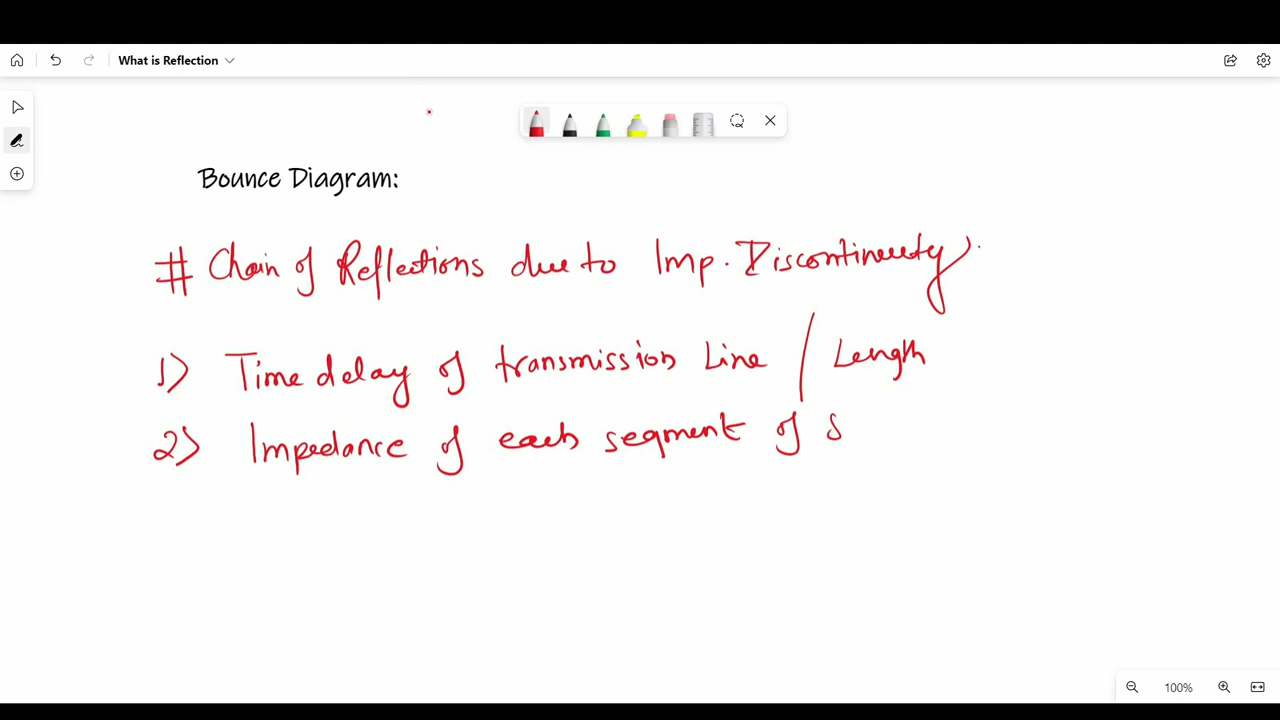 What is Reflection
Bounce Diagram:
# Chain of Reflections due to Imp. Discontinuety
1) Time delay of transmission Line / Length
2) Impedance of each segment of S
100%